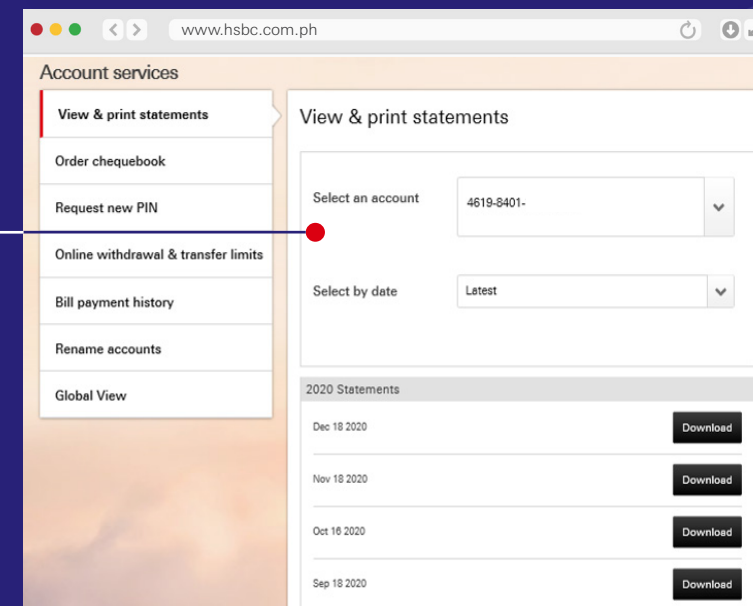 www.hsbc.com.ph
Account services
View & print statements
Order chequebook
Request new PIN
Online withdrawal & transfer limits
Bill payment history
Rename accounts
Global View
View & print statements
Select an account
4619-8401-
Select by date
Latest
2020 Statements
Dec 18 2020 Download
Nov 18 2020 Download
Oct 16 2020 Download
Sep 18 2020 Download